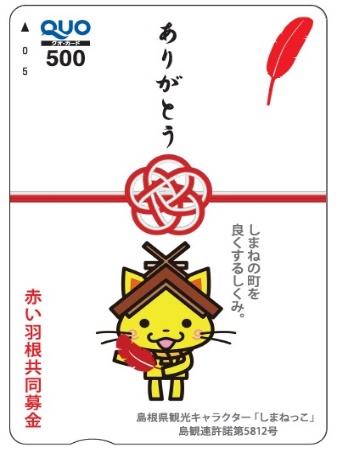 QUO
クオ・カード
500
0
5
ありがとう
しまねの町を
良くするしくみ。
赤い羽根共同募金
島根県観光キャラクター「しまねっこ」
島観連許諾第5812号